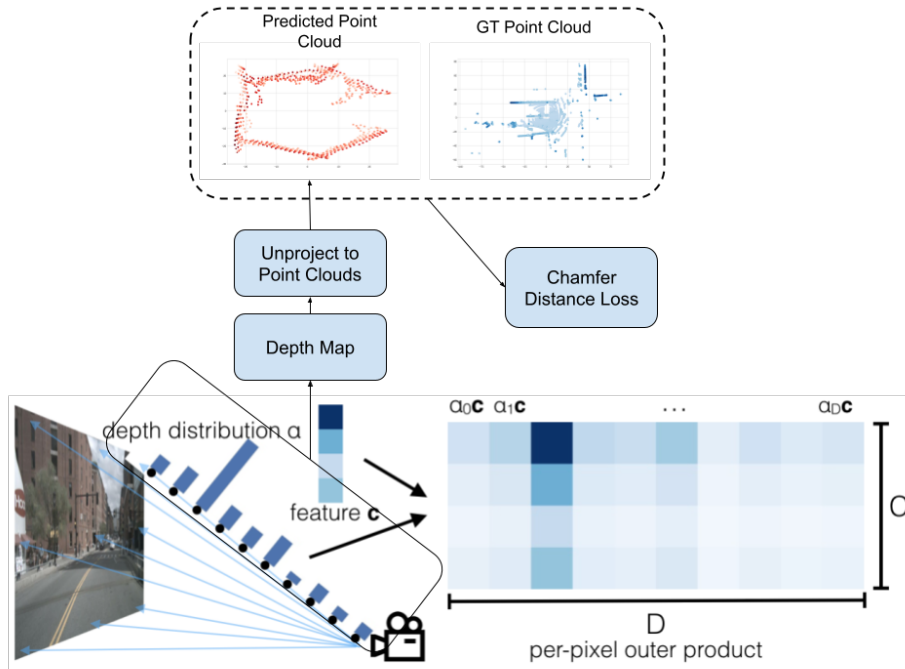 Predicted Point
Cloud
GT Point Cloud
Unproject to
Point Clouds
Chamfer
Distance Loss
Depth Map
depth distribution α
feature c
α₀c
α₁c
...
α_Dc
C
D
per-pixel outer product